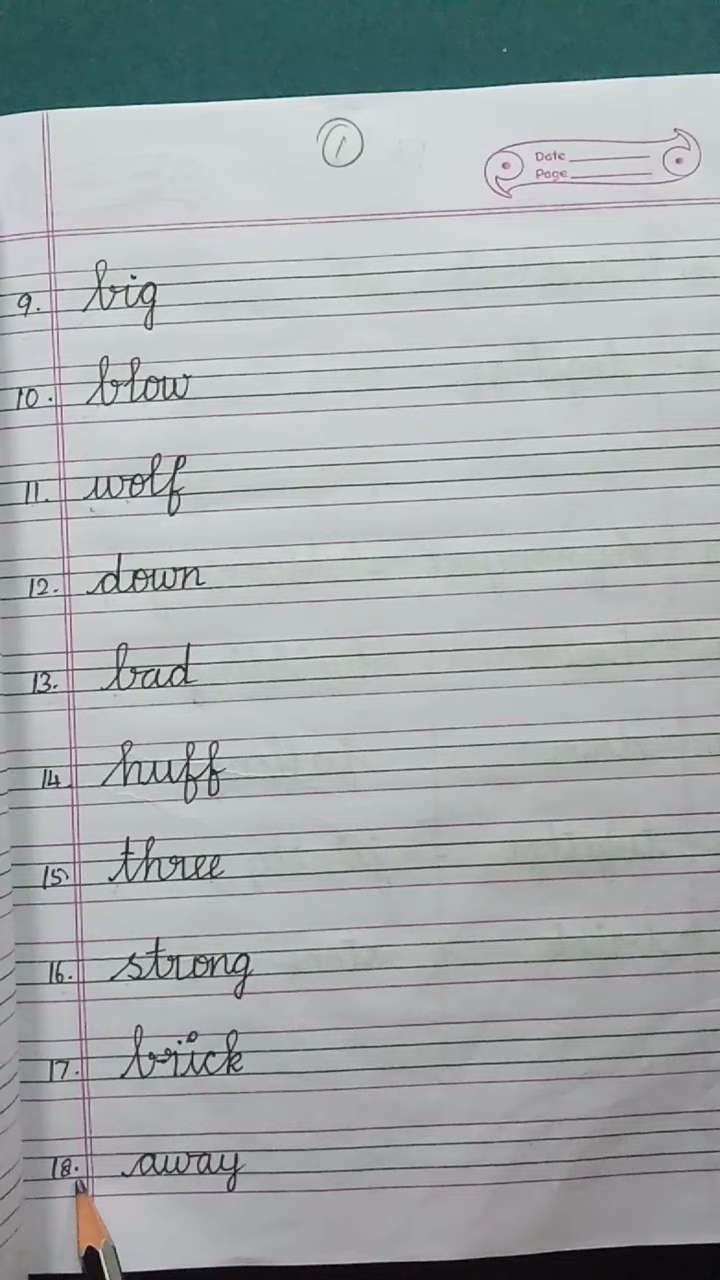 1
Date
Page
9. big
10. blow
11. wolf
12. down
13. bad
14. huff
15. three
16. strong
17. brick
18. away